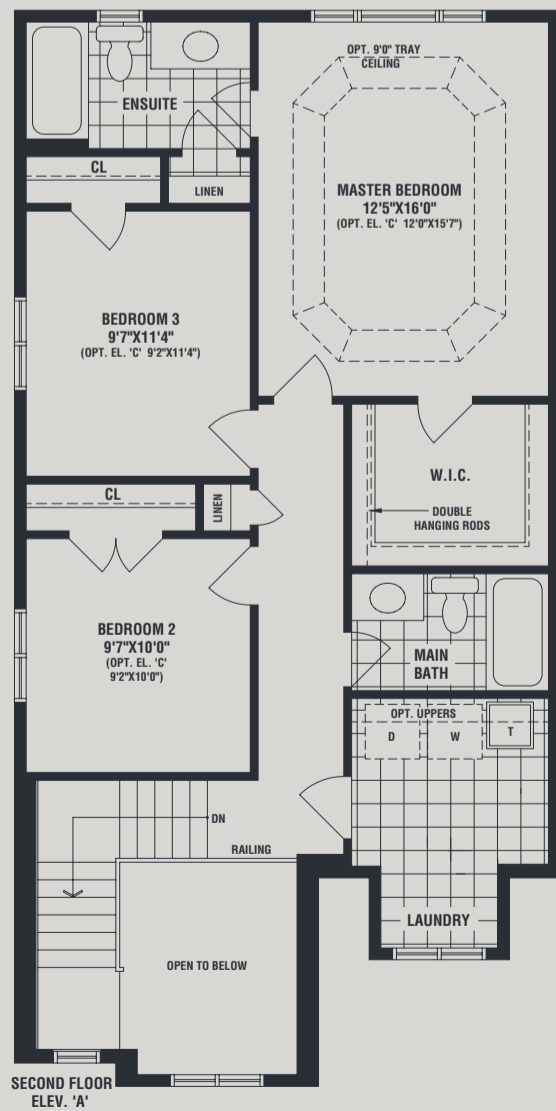 OPT. 9'0" TRAY
CEILING
ENSUITE
CL
LINEN
MASTER BEDROOM
12'5"X16'0"
(OPT. EL. 'C' 12'0"X15'7")
BEDROOM 3
9'7"X11'4"
(OPT. EL. 'C' 9'2"X11'4")
W.I.C.
DOUBLE
HANGING RODS
CL
LINEN
BEDROOM 2
9'7"X10'0"
(OPT. EL. 'C'
9'2"X10'0")
MAIN
BATH
OPT. UPPERS
D
W
T
DN
RAILING
LAUNDRY
OPEN TO BELOW
SECOND FLOOR
ELEV. 'A'